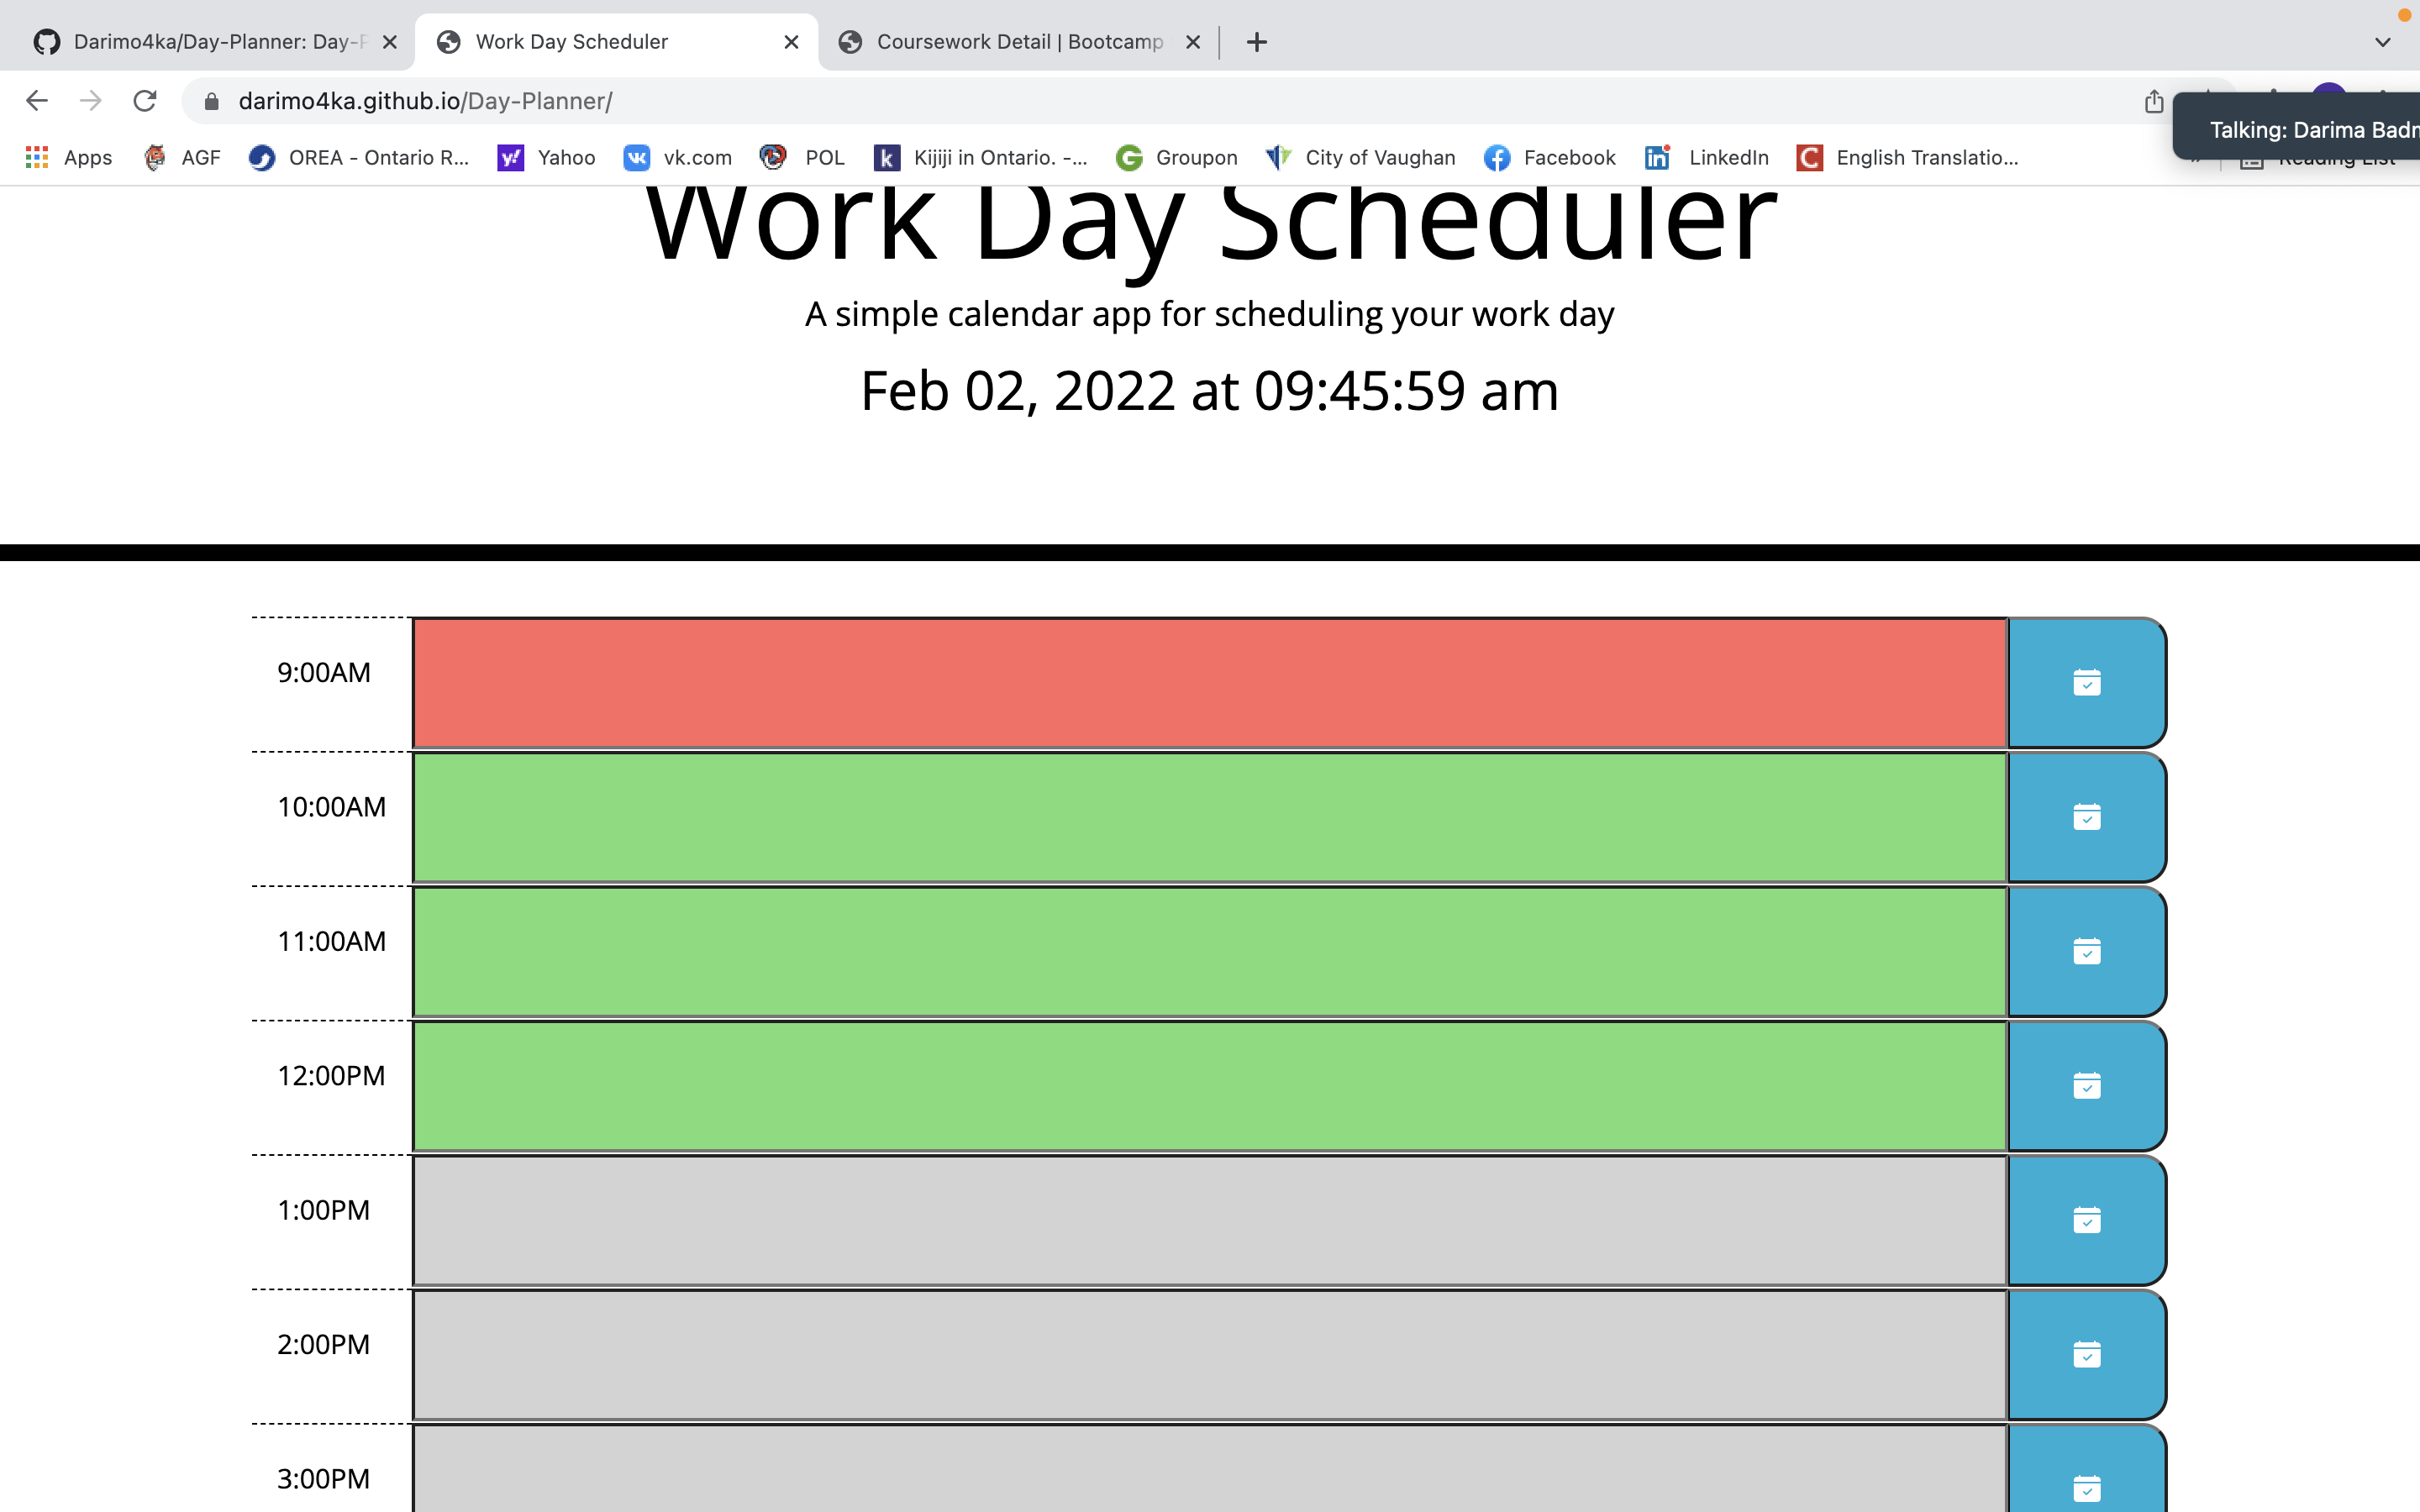 Darimo4ka/Day-Planner: Day-P
Work Day Scheduler
Coursework Detail | Bootcamp
darimo4ka.github.io/Day-Planner/
Talking: Darima Badm
Apps
AGF
OREA - Ontario R...
Yahoo
vk.com
POL
Kijiji in Ontario. -...
Groupon
City of Vaughan
Facebook
LinkedIn
English Translatio...
Reading List
Work Day Scheduler
A simple calendar app for scheduling your work day
Feb 02, 2022 at 09:45:59 am
9:00AM
10:00AM
11:00AM
12:00PM
1:00PM
2:00PM
3:00PM